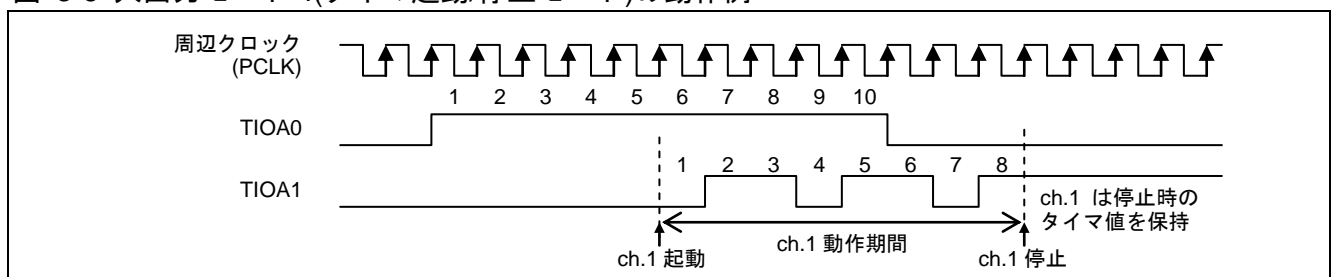 周辺クロック
(PCLK)
1 2 3 4 5 6 7 8 9 10
TIOA0
1 2 3 4 5 6 7 8
TIOA1
ch.1 は停止時の
タイマ値を保持
ch.1 動作期間
ch.1 起動
ch.1 停止